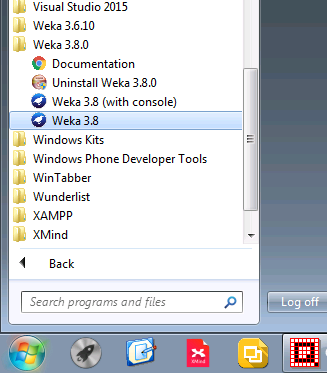 Visual Studio 2015
Weka 3.6.10
Weka 3.8.0
Documentation
Uninstall Weka 3.8.0
Weka 3.8 (with console)
Weka 3.8
Windows Kits
Windows Phone Developer Tools
WinTabber
Wunderlist
XAMPP
XMind
Back
Search programs and files
Log off
XMind